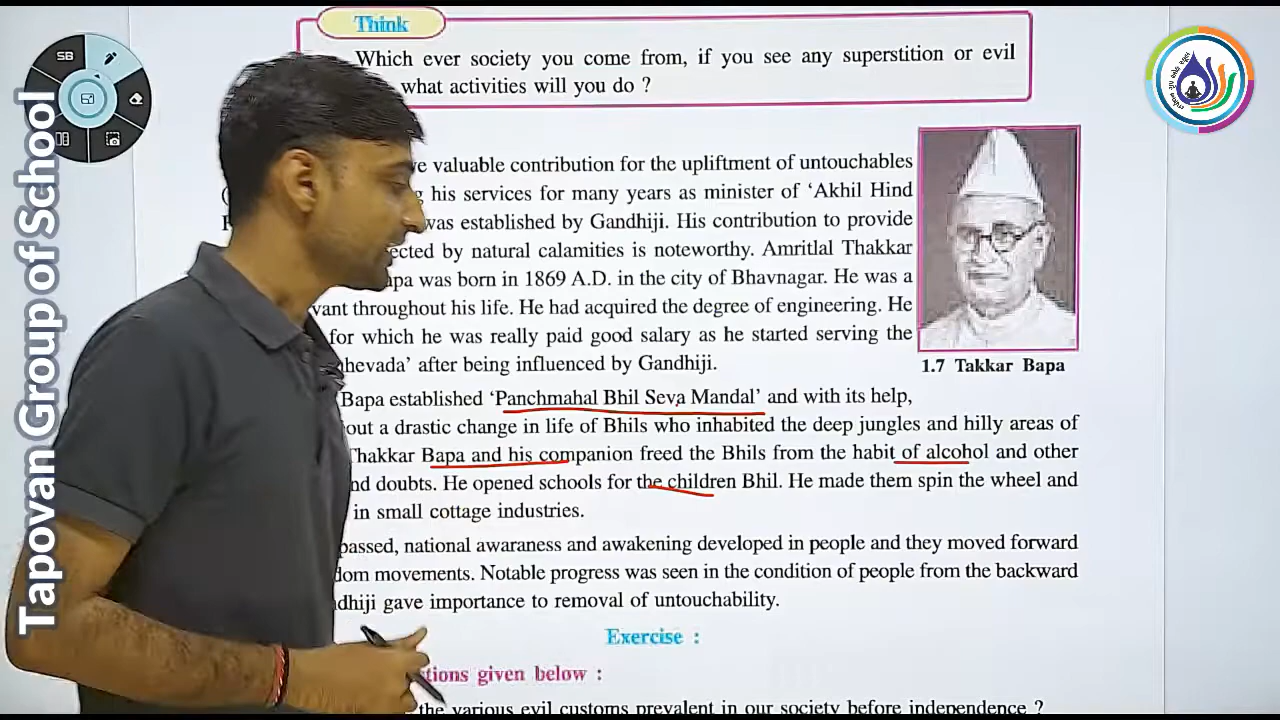 Think
Which ever society you come from, if you see any superstition or evil
what activities will you do ?
SB
Tapovan Group of School
valuable contribution for the upliftment of untouchables
his services for many years as minister of ‘Akhil Hind
was established by Gandhiji. His contribution to provide
by natural calamities is noteworthy. Amritlal Thakkar
was born in 1869 A.D. in the city of Bhavnagar. He was a
throughout his life. He had acquired the degree of engineering. He
for which he was really paid good salary as he started serving the
after being influenced by Gandhiji.
1.7 Takkar Bapa
Bapa established ‘Panchmahal Bhil Seva Mandal’ and with its help,
a drastic change in life of Bhils who inhabited the deep jungles and hilly areas of
Thakkar Bapa and his companion freed the Bhils from the habit of alcohol and other
doubts. He opened schools for the children Bhil. He made them spin the wheel and
in small cottage industries.
passed, national awaraness and awakening developed in people and they moved forward
movements. Notable progress was seen in the condition of people from the backward
gave importance to removal of untouchability.
Exercise :
given below :
the various evil customs prevalent in our society before independence ?